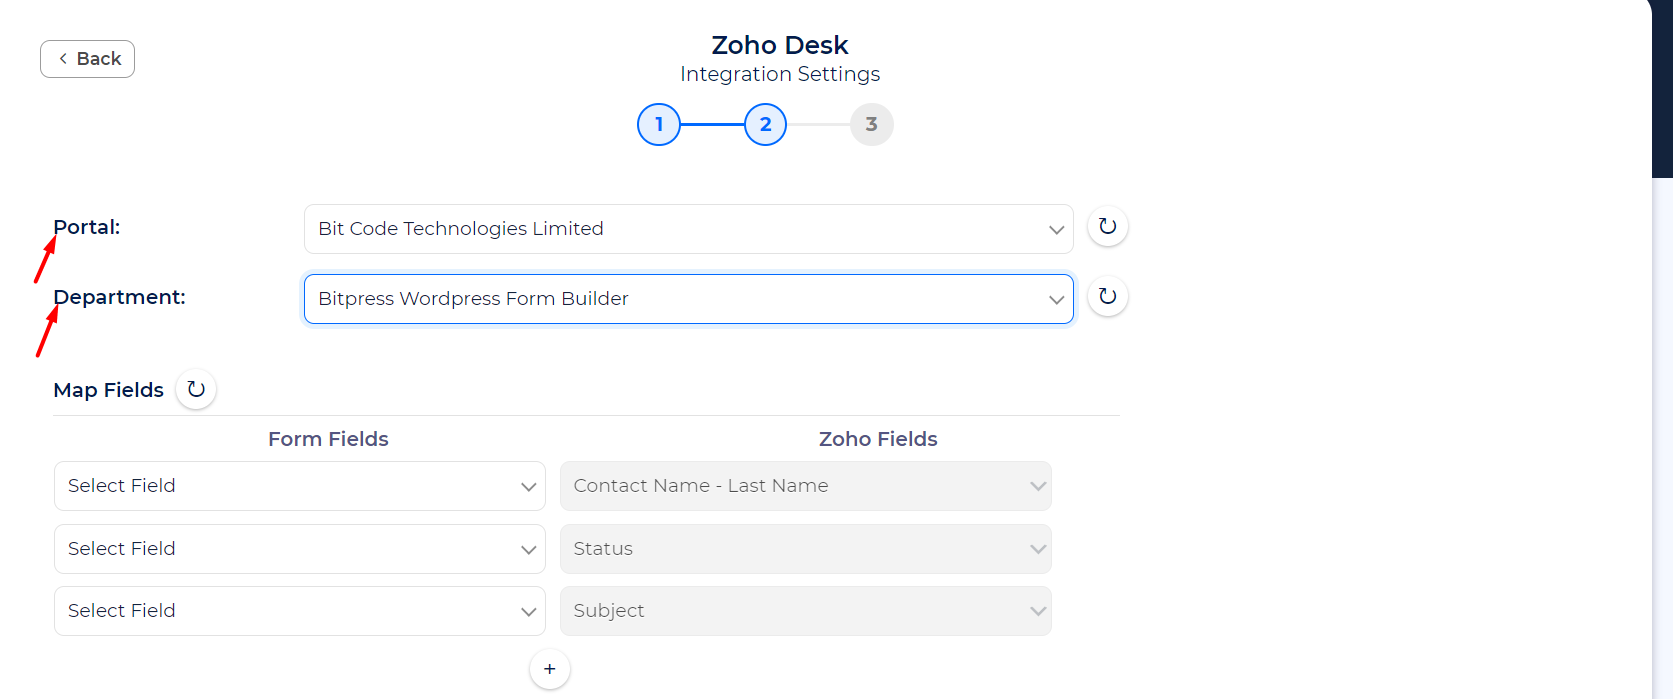 Back
Zoho Desk
Integration Settings
1 2 3
Portal: Bit Code Technologies Limited
Department: Bitpress Wordpress Form Builder
Map Fields
Form Fields Zoho Fields
Select Field Contact Name - Last Name
Select Field Status
Select Field Subject
+